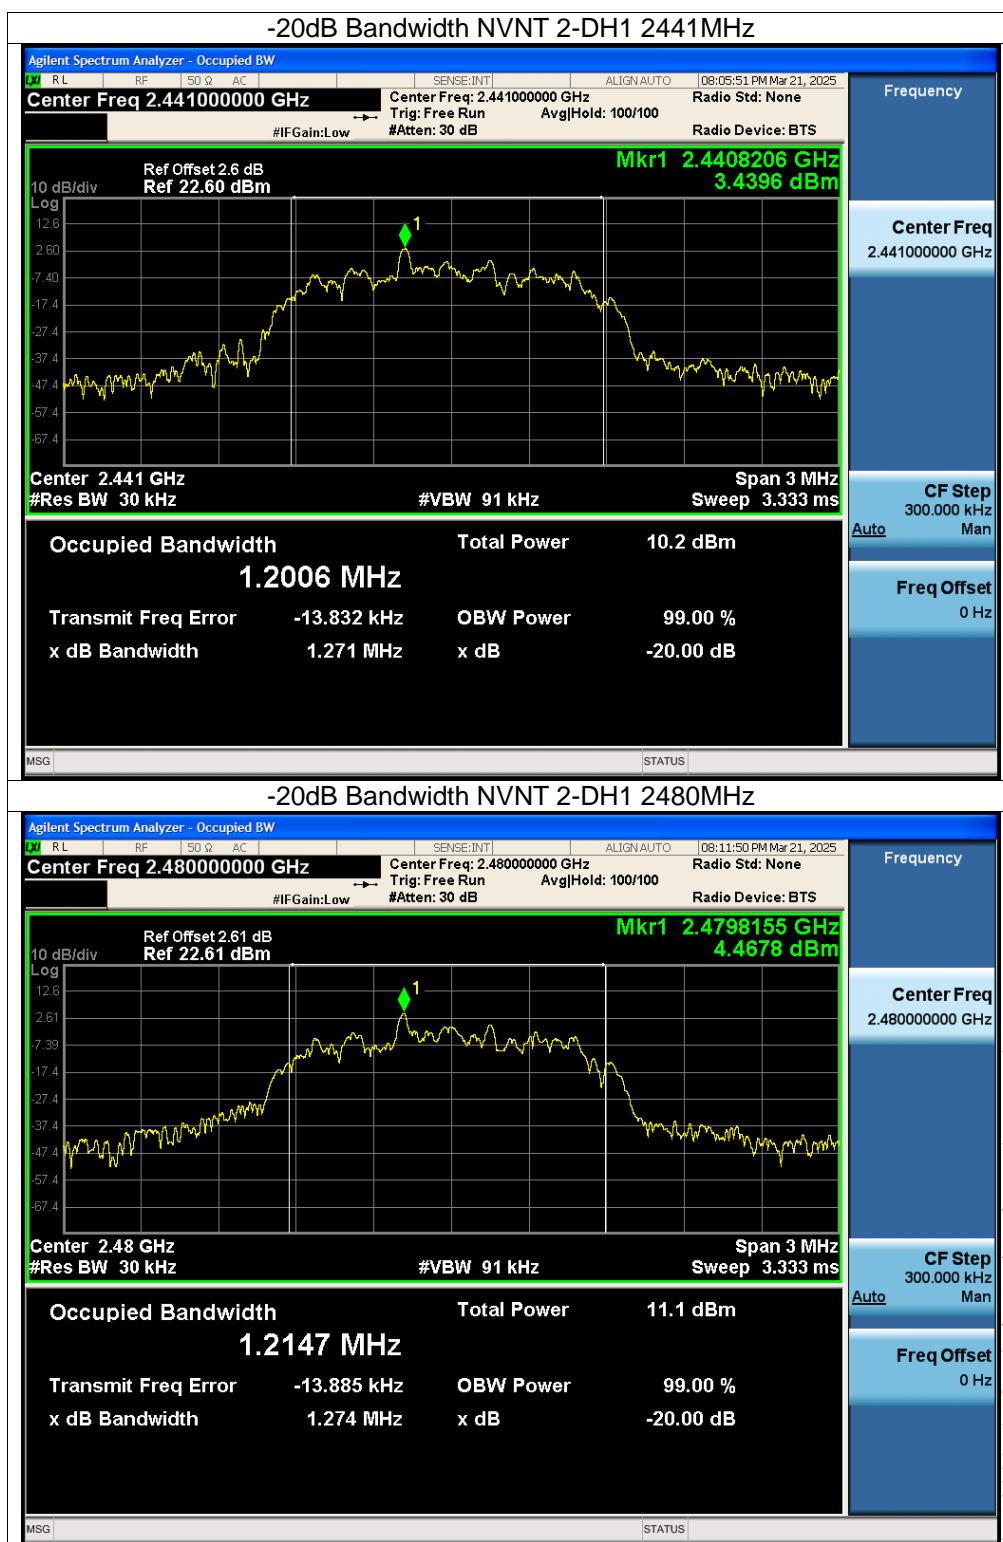 -20dB Bandwidth NVNT 2-DH1 2441MHz
Agilent Spectrum Analyzer - Occupied BW
LXI RL RF 50 Ω AC SENSE:INT ALIGN AUTO 08:05:51 PM Mar 21, 2025
Center Freq 2.441000000 GHz Center Freq: 2.441000000 GHz Radio Std: None
Trig: Free Run Avg|Hold: 100/100
#IFGain:Low #Atten: 30 dB Radio Device: BTS
Frequency
Mkr1 2.4408206 GHz
3.4396 dBm
Ref Offset 2.6 dB
10 dB/div Ref 22.60 dBm
Log
12.6
2.60
-7.40
-17.4
-27.4
-37.4
-47.4
-57.4
-67.4
1
Center 2.441 GHz Span 3 MHz
#Res BW 30 kHz #VBW 91 kHz Sweep 3.333 ms
Center Freq
2.441000000 GHz
CF Step
300.000 kHz
Auto Man
Freq Offset
0 Hz
Occupied Bandwidth Total Power 10.2 dBm
1.2006 MHz
Transmit Freq Error -13.832 kHz OBW Power 99.00 %
x dB Bandwidth 1.271 MHz x dB -20.00 dB
MSG STATUS
-20dB Bandwidth NVNT 2-DH1 2480MHz
Agilent Spectrum Analyzer - Occupied BW
LXI RL RF 50 Ω AC SENSE:INT ALIGN AUTO 08:11:50 PM Mar 21, 2025
Center Freq 2.480000000 GHz Center Freq: 2.480000000 GHz Radio Std: None
Trig: Free Run Avg|Hold: 100/100
#IFGain:Low #Atten: 30 dB Radio Device: BTS
Frequency
Mkr1 2.4798155 GHz
4.4678 dBm
Ref Offset 2.61 dB
10 dB/div Ref 22.61 dBm
Log
12.6
2.61
-7.39
-17.4
-27.4
-37.4
-47.4
-57.4
-67.4
1
Center 2.48 GHz Span 3 MHz
#Res BW 30 kHz #VBW 91 kHz Sweep 3.333 ms
Center Freq
2.480000000 GHz
CF Step
300.000 kHz
Auto Man
Freq Offset
0 Hz
Occupied Bandwidth Total Power 11.1 dBm
1.2147 MHz
Transmit Freq Error -13.885 kHz OBW Power 99.00 %
x dB Bandwidth 1.274 MHz x dB -20.00 dB
MSG STATUS